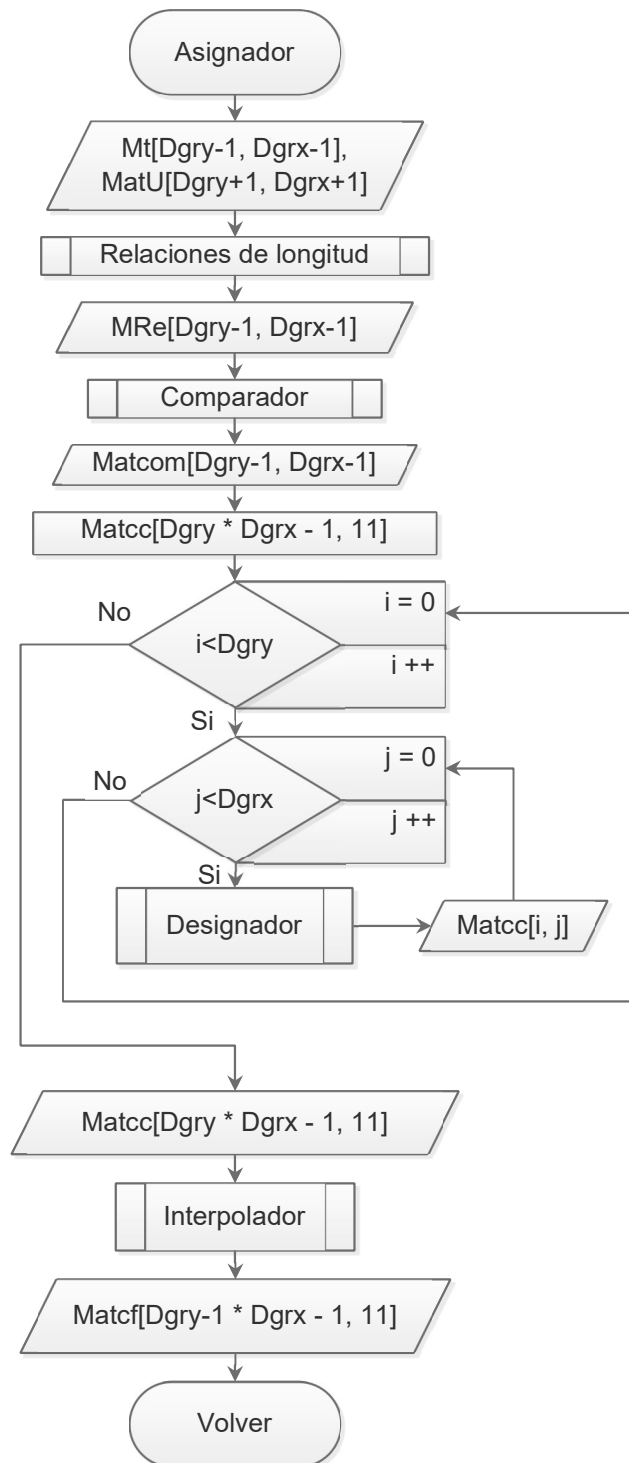 Asignador
Mt[Dgry-1, Dgrx-1],
MatU[Dgry+1, Dgrx+1]
Relaciones de longitud
MRe[Dgry-1, Dgrx-1]
Comparador
Matcom[Dgry-1, Dgrx-1]
Matcc[Dgry * Dgrx - 1, 11]
No
i<Dgry
i = 0
i ++
Si
No
j<Dgrx
j = 0
j ++
Si
Designador
Matcc[i, j]
Matcc[Dgry * Dgrx - 1, 11]
Interpolador
Matcf[Dgry-1 * Dgrx - 1, 11]
Volver